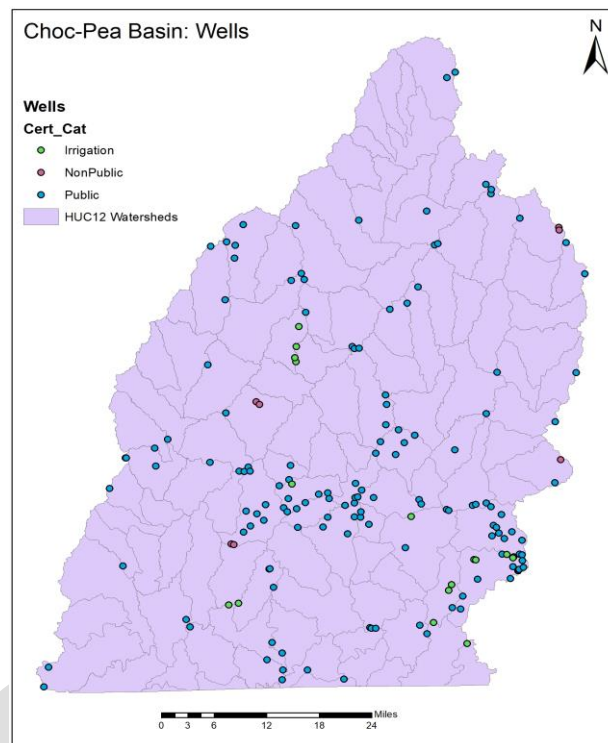 Choc-Pea Basin: Wells
N
Wells
Cert_Cat
Irrigation
NonPublic
Public
HUC12 Watersheds
Miles
0 3 6 12 18 24